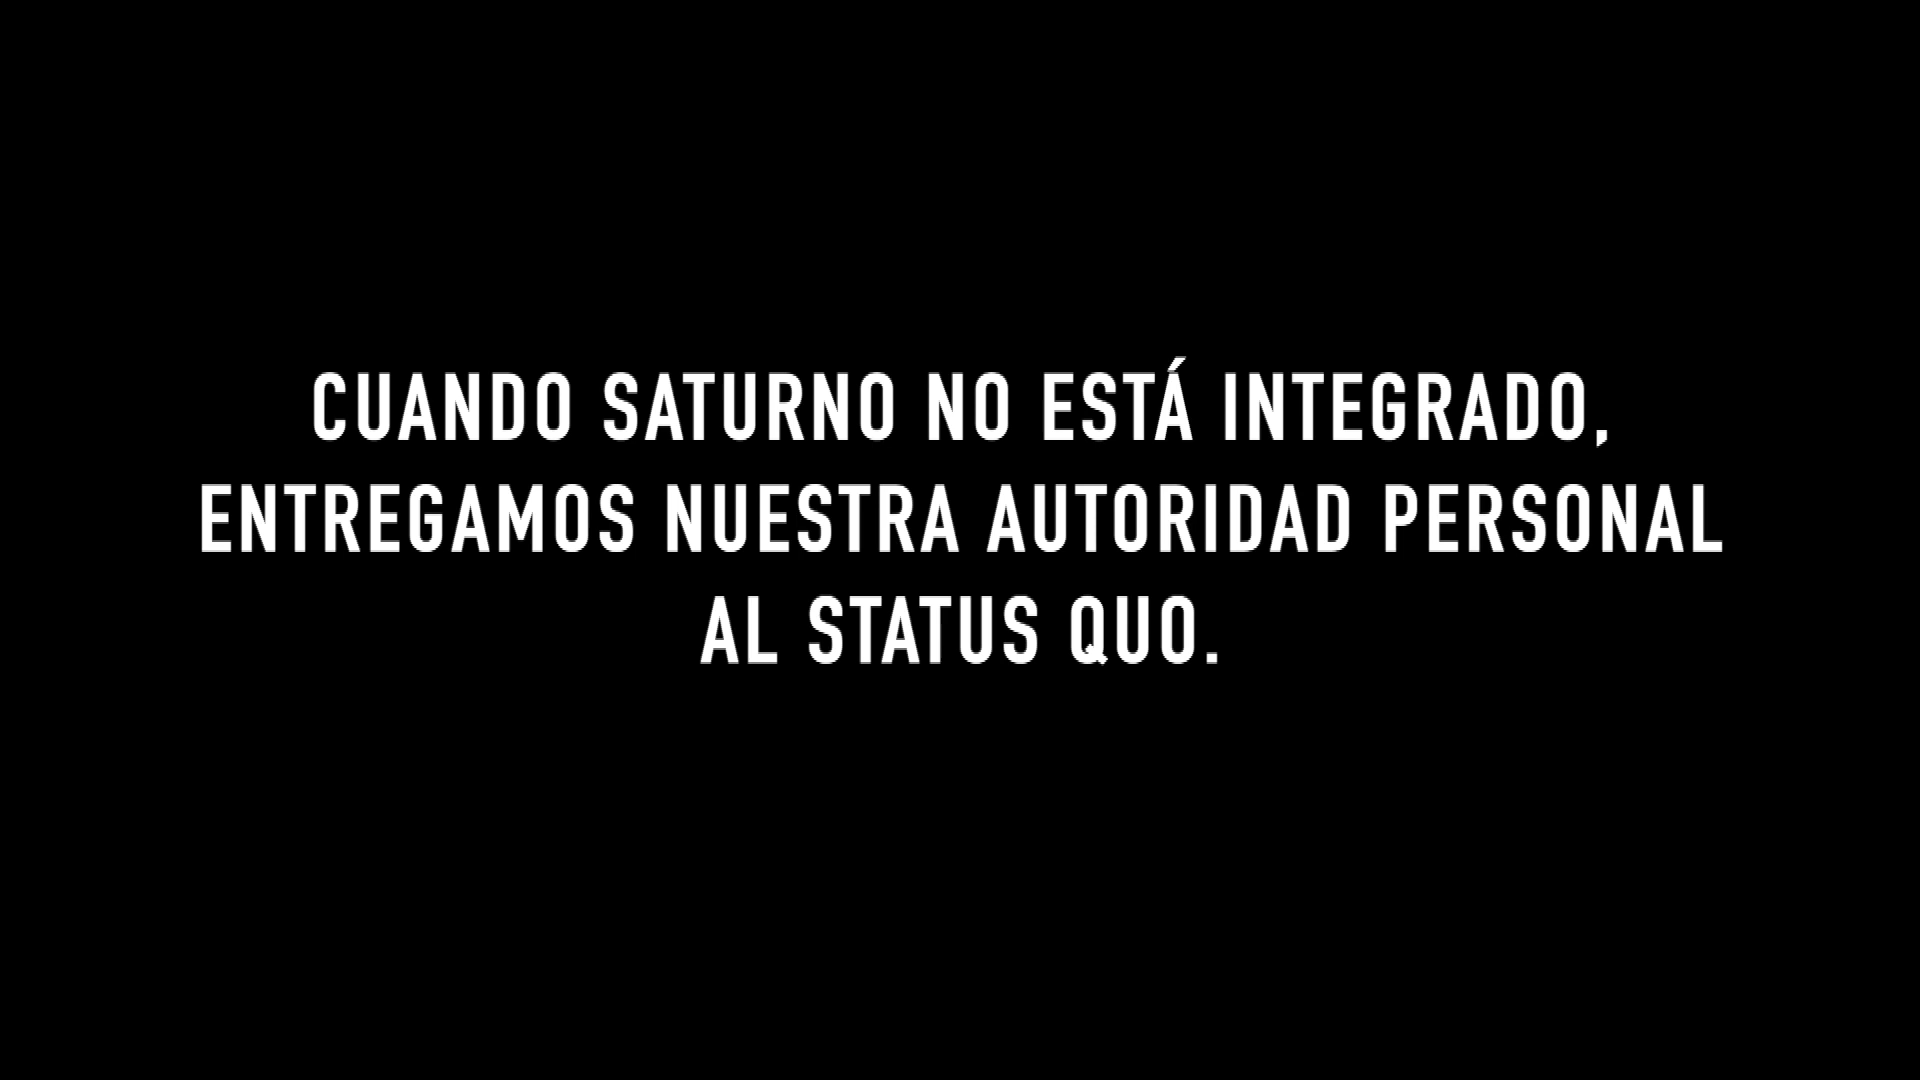 CUANDO SATURNO NO ESTÁ INTEGRADO,
ENTREGAMOS NUESTRA AUTORIDAD PERSONAL
AL STATUS QUO.